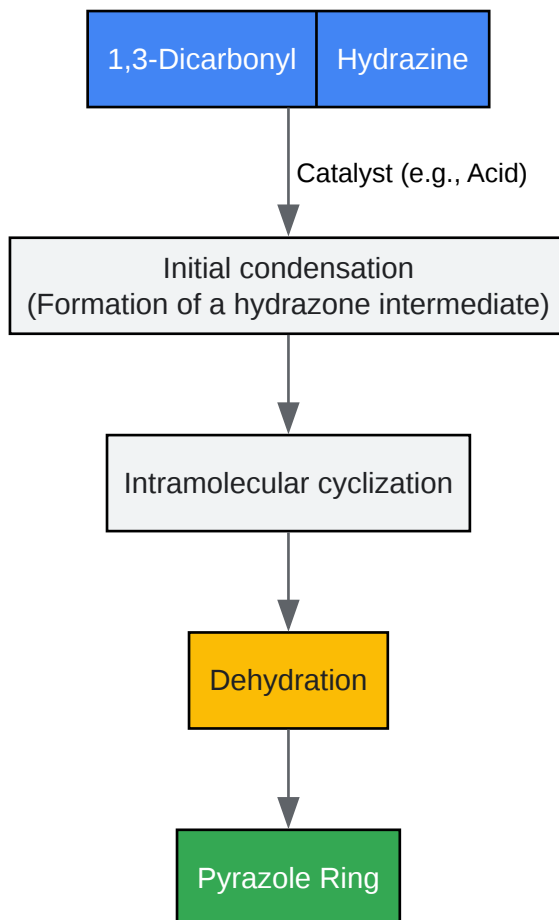 1,3-Dicarbonyl Hydrazine
Catalyst (e.g., Acid)
Initial condensation
(Formation of a hydrazone intermediate)
Intramolecular cyclization
Dehydration
Pyrazole Ring